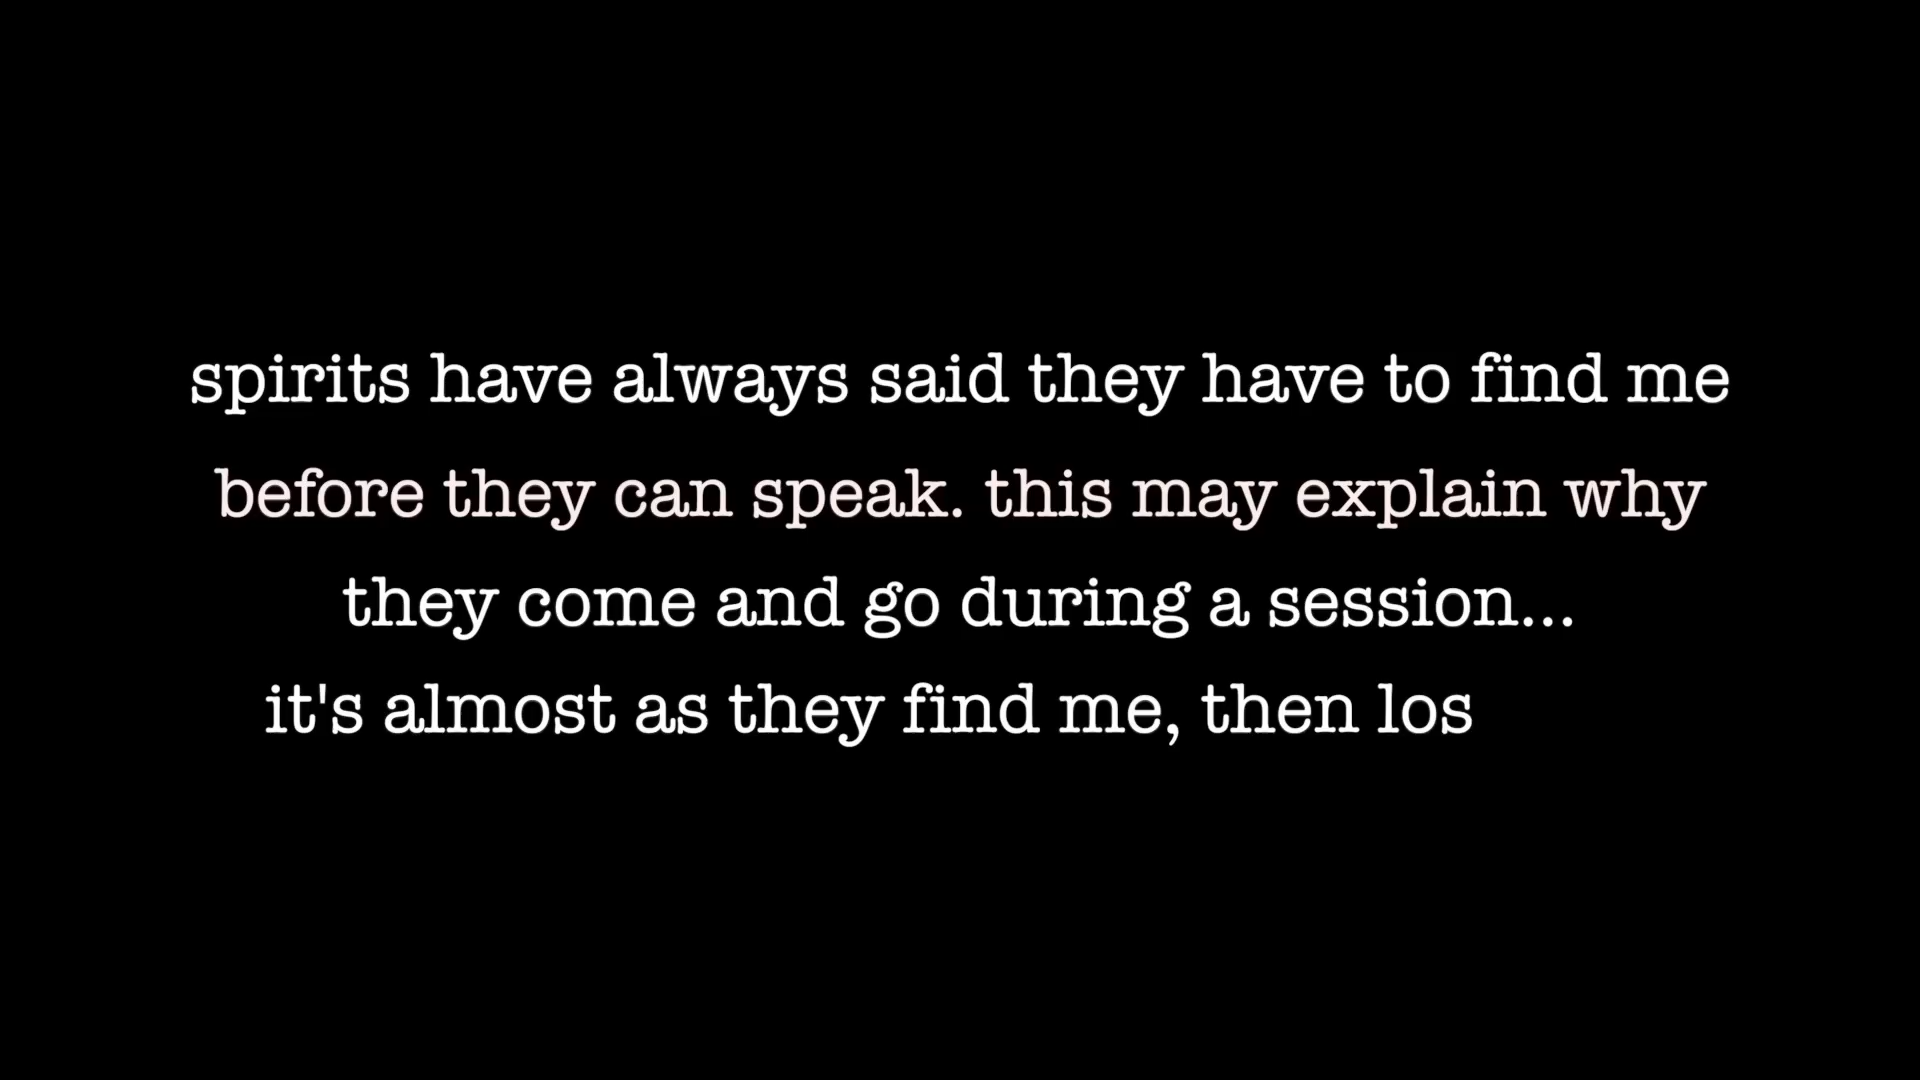 spirits have always said they have to find me
before they can speak. this may explain why
they come and go during a session...
it's almost as they find me, then los